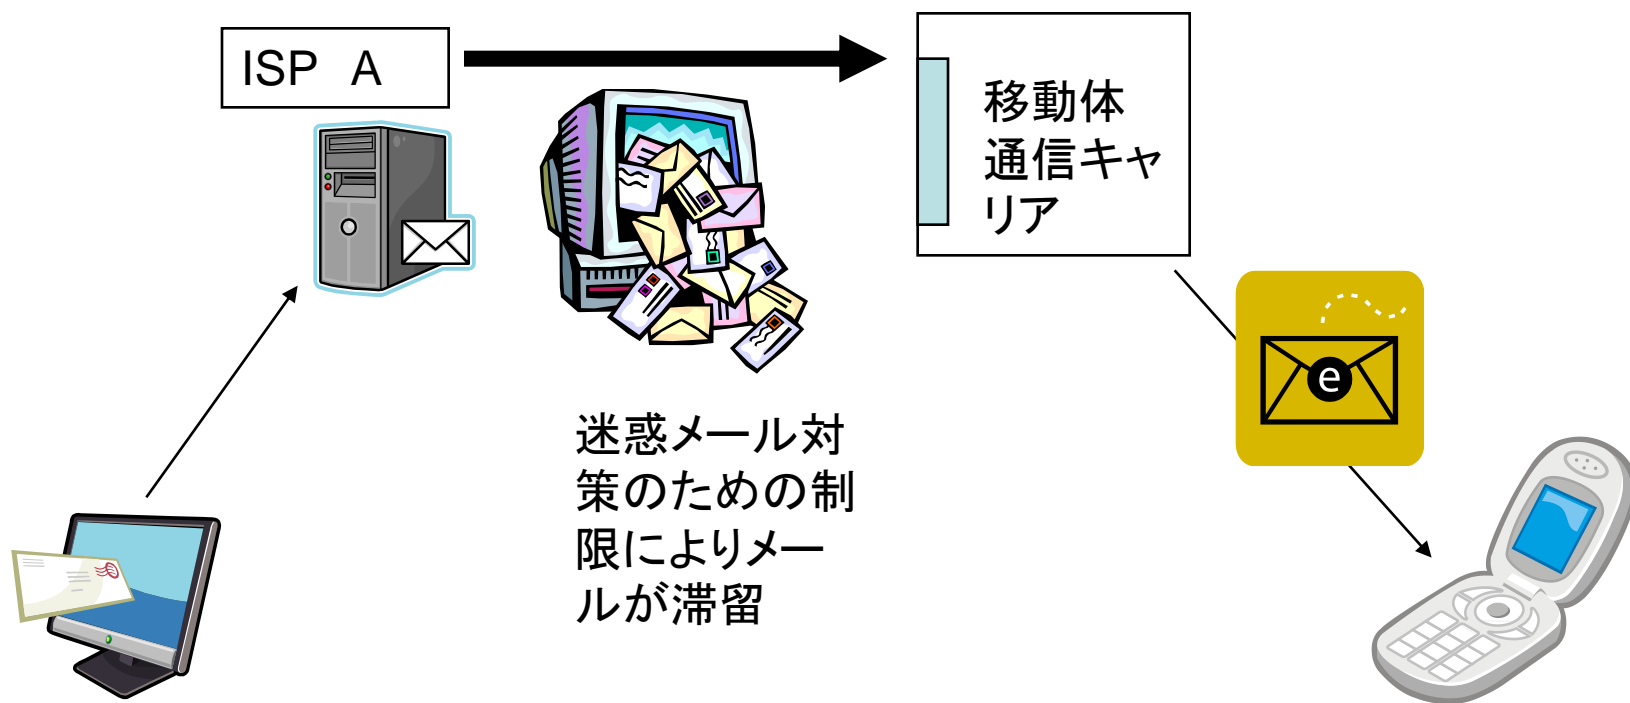 ISP　A
移動体
通信キャ
リア
e
迷惑メール対
策のための制
限によりメー
ルが滞留